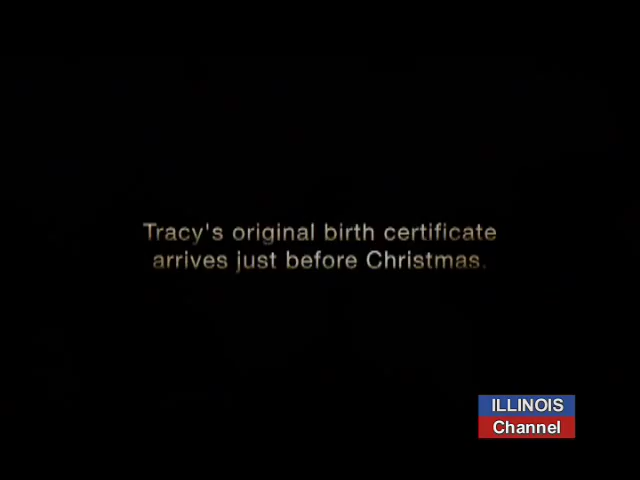 Tracy's original birth certificate
arrives just before Christmas.
ILLINOIS
Channel